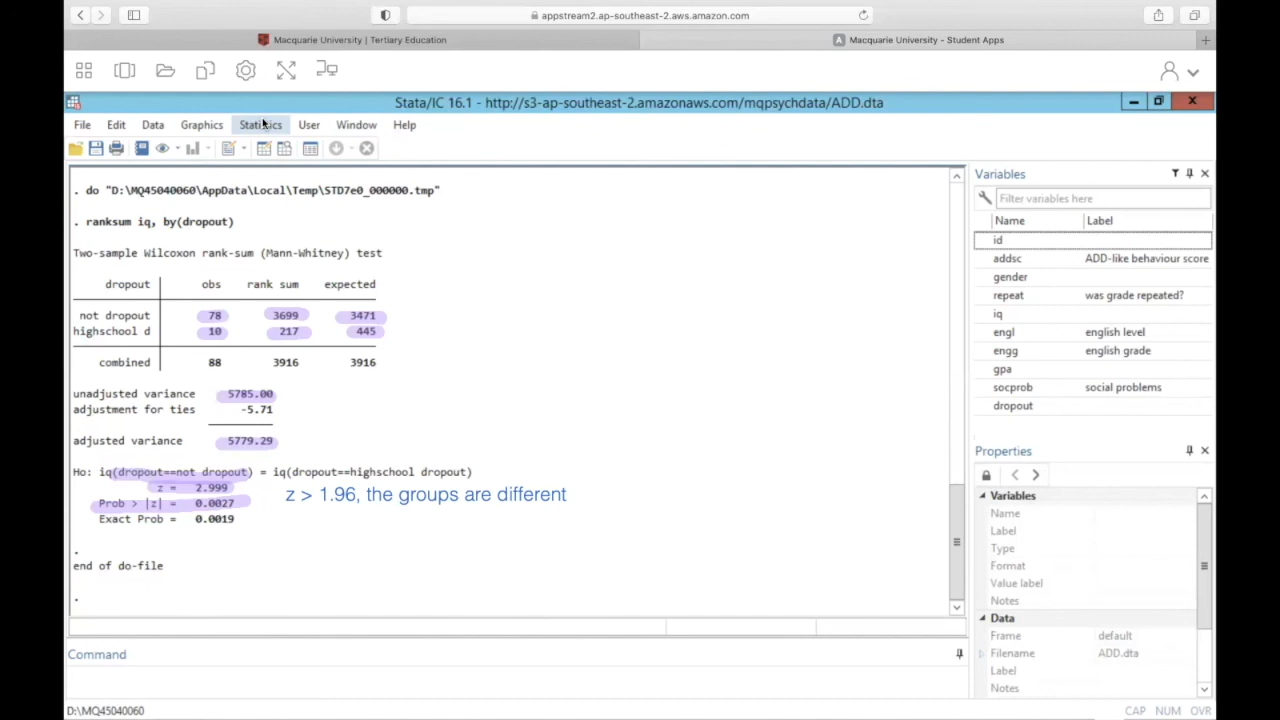 appstream2.ap-southeast-2.aws.amazon.com
Macquarie University | Tertiary Education
Macquarie University - Student Apps
Stata/IC 16.1 - http://s3-ap-southeast-2.amazonaws.com/mqpsychdata/ADD.dta
File Edit Data Graphics Statistics User Window Help
. do "D:\MQ45040060\AppData\Local\Temp\STD7e0_000000.tmp"
. ranksum iq, by(dropout)
Two-sample Wilcoxon rank-sum (Mann-Whitney) test
dropout | obs rank sum expected
not dropout | 78 3699 3471
highschool d | 10 217 445
combined | 88 3916 3916
unadjusted variance 5785.00
adjustment for ties -5.71
adjusted variance 5779.29
Ho: iq(dropout==not dropout) = iq(dropout==highschool dropout)
z = 2.999
z > 1.96, the groups are different
Prob > |z| = 0.0027
Exact Prob = 0.0019
.
end of do-file
.
Command
D:\MQ45040060
Variables
Filter variables here
Name Label
id
addsc ADD-like behaviour score
gender
repeat was grade repeated?
iq
engl english level
engg english grade
gpa
socprob social problems
dropout
Properties
Variables
Name
Label
Type
Format
Value label
Notes
Data
Frame default
Filename ADD.dta
Label
Notes
CAP NUM OVR